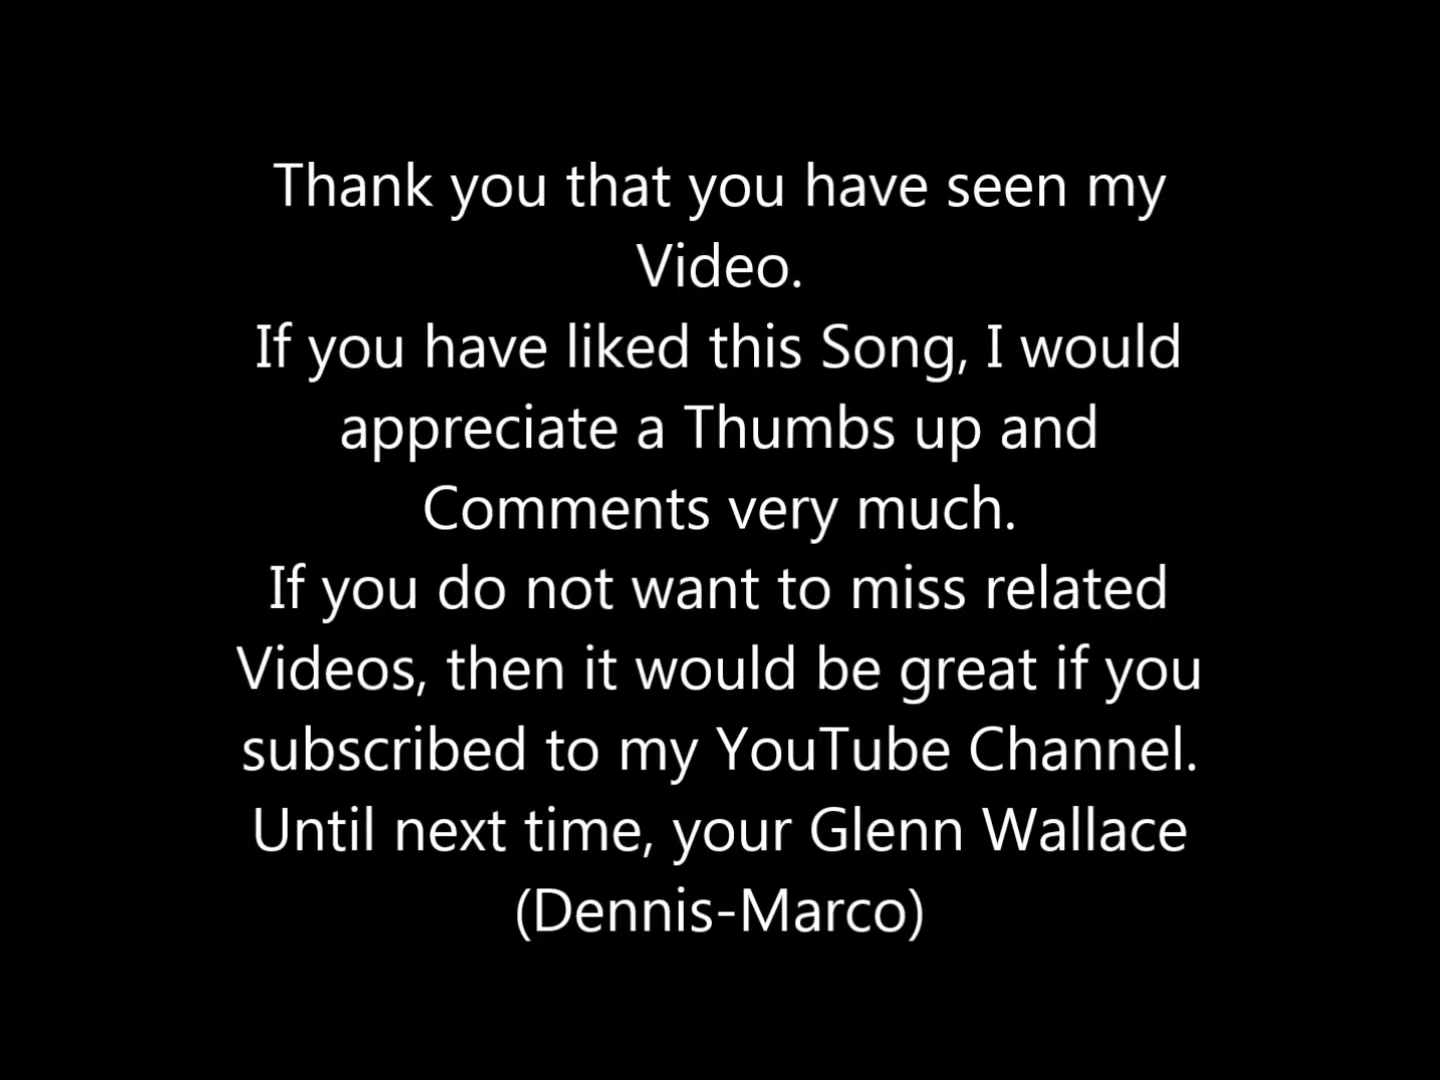 Thank you that you have seen my
Video.
If you have liked this Song, I would
appreciate a Thumbs up and
Comments very much.
If you do not want to miss related
Videos, then it would be great if you
subscribed to my YouTube Channel.
Until next time, your Glenn Wallace
(Dennis-Marco)